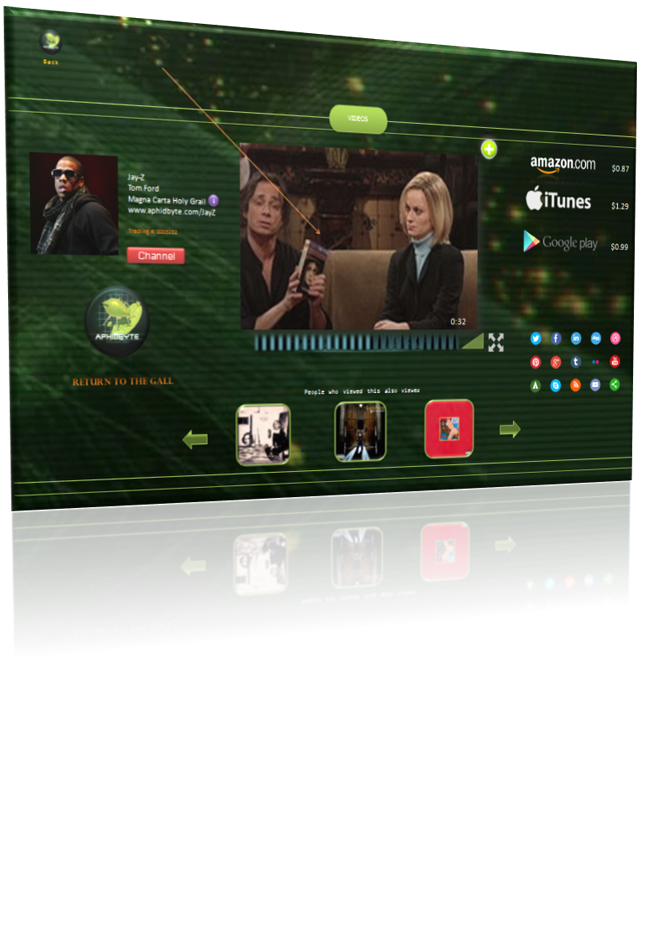 Back
VIDEOS
Jay-Z
Tom Ford
Magna Carta Holy Grail
www.aphidbyte.com/JayZ
Channel
APHIDBYTE
RETURN TO THE GALL
0:32
amazon.com $0.87
iTunes $1.29
Google play $0.99
People who viewed this also viewed